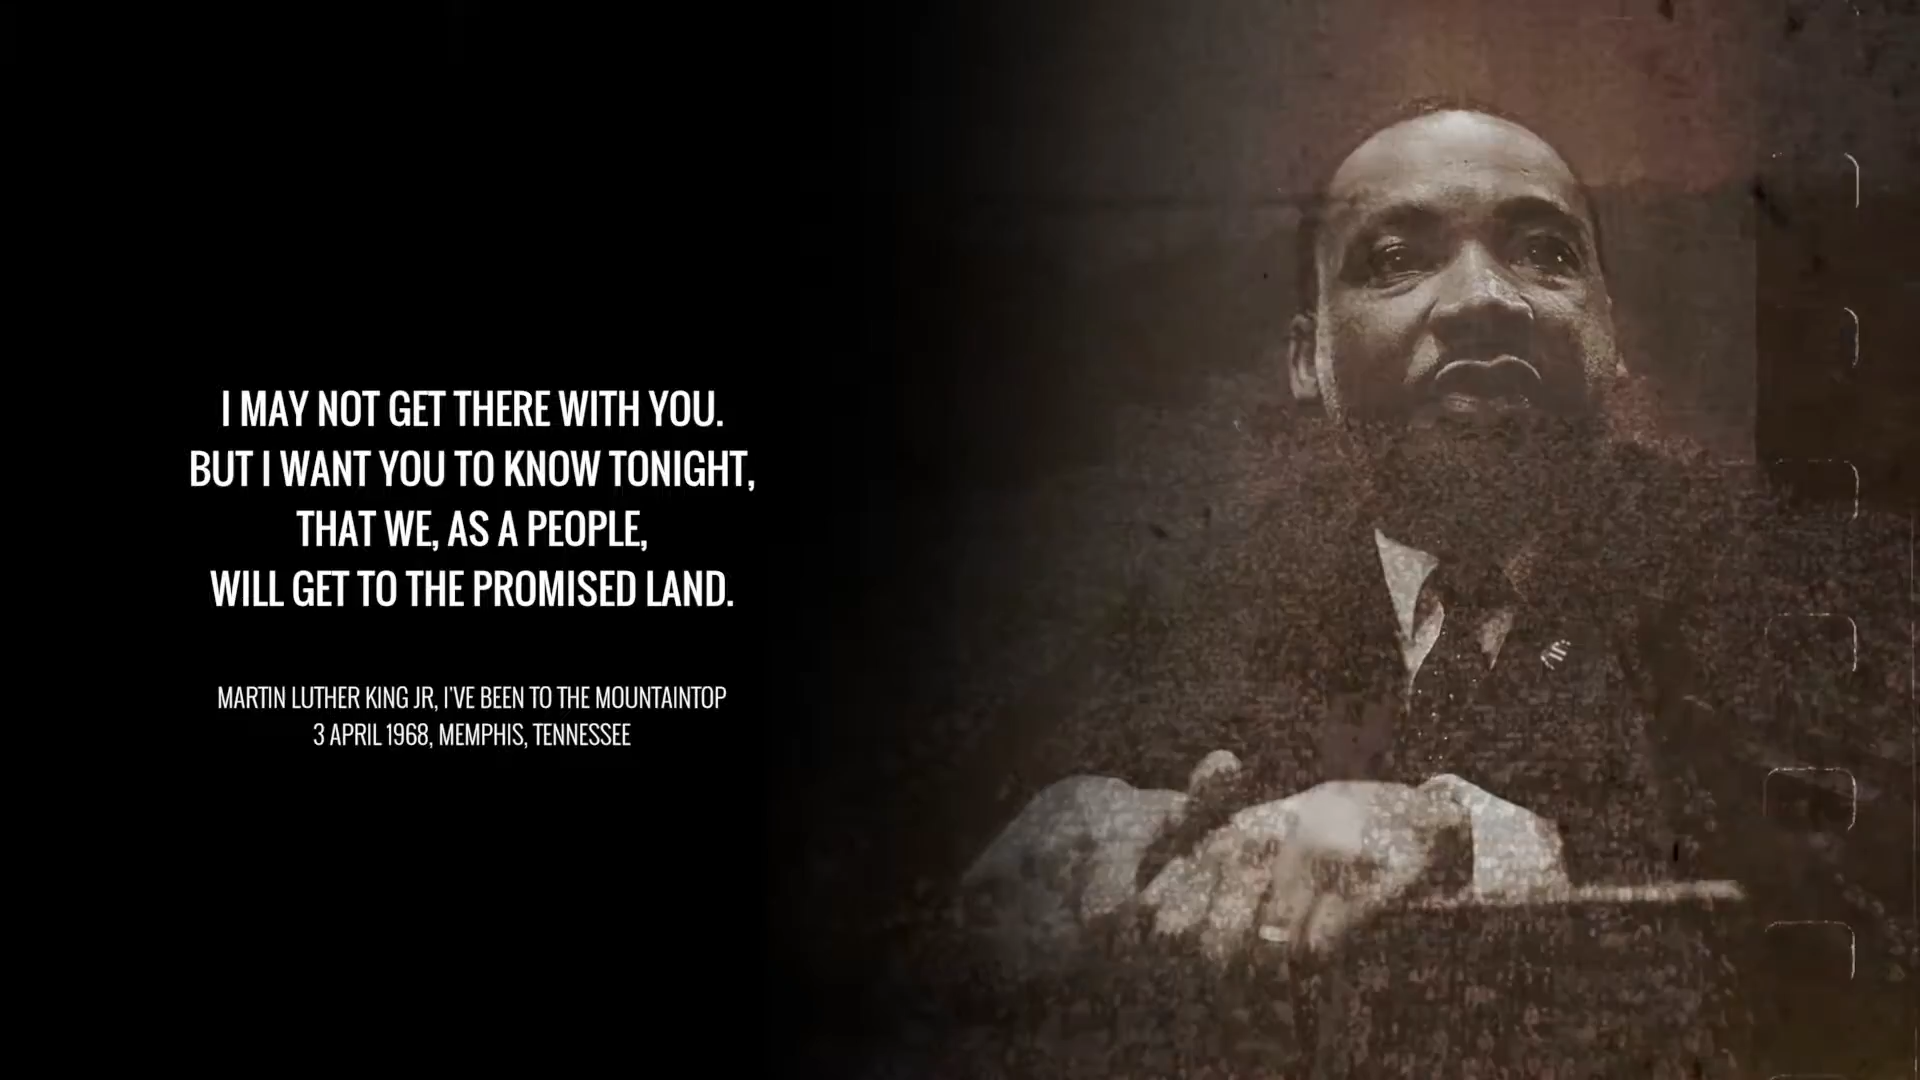 I MAY NOT GET THERE WITH YOU.
BUT I WANT YOU TO KNOW TONIGHT,
THAT WE, AS A PEOPLE,
WILL GET TO THE PROMISED LAND.
MARTIN LUTHER KING JR, I'VE BEEN TO THE MOUNTAINTOP
3 APRIL 1968, MEMPHIS, TENNESSEE